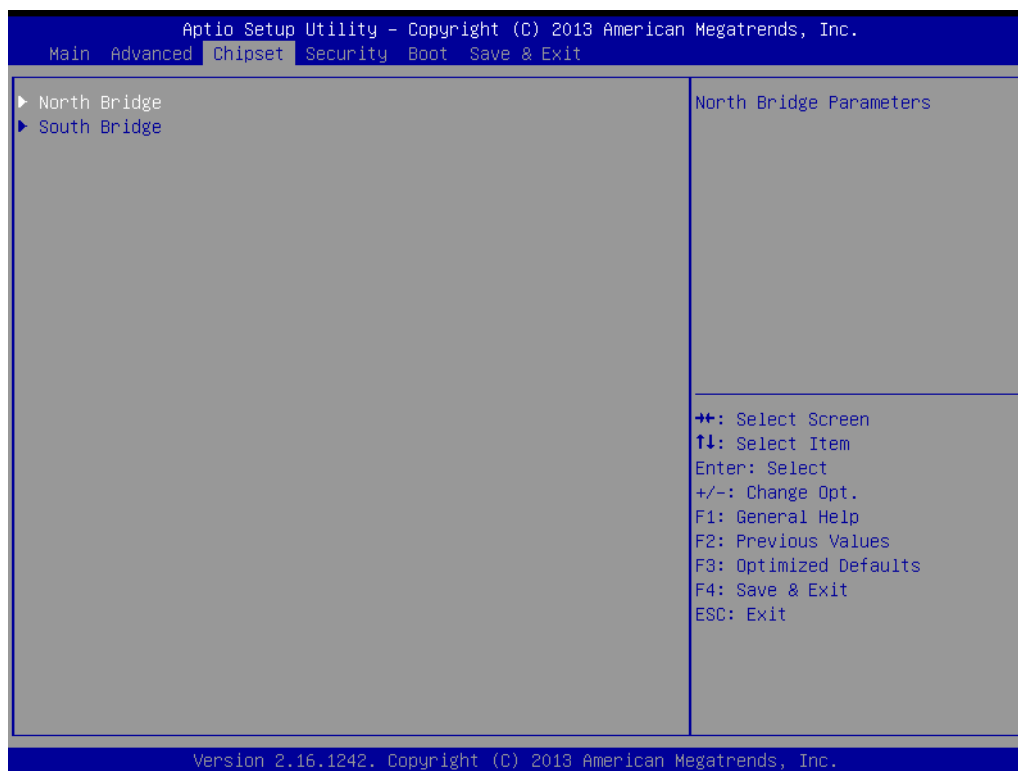 Aptio Setup Utility – Copyright (C) 2013 American Megatrends, Inc.
Main Advanced Chipset Security Boot Save & Exit
North Bridge
South Bridge
North Bridge Parameters
→←: Select Screen
↑↓: Select Item
Enter: Select
+/-: Change Opt.
F1: General Help
F2: Previous Values
F3: Optimized Defaults
F4: Save & Exit
ESC: Exit
Version 2.16.1242. Copyright (C) 2013 American Megatrends, Inc.